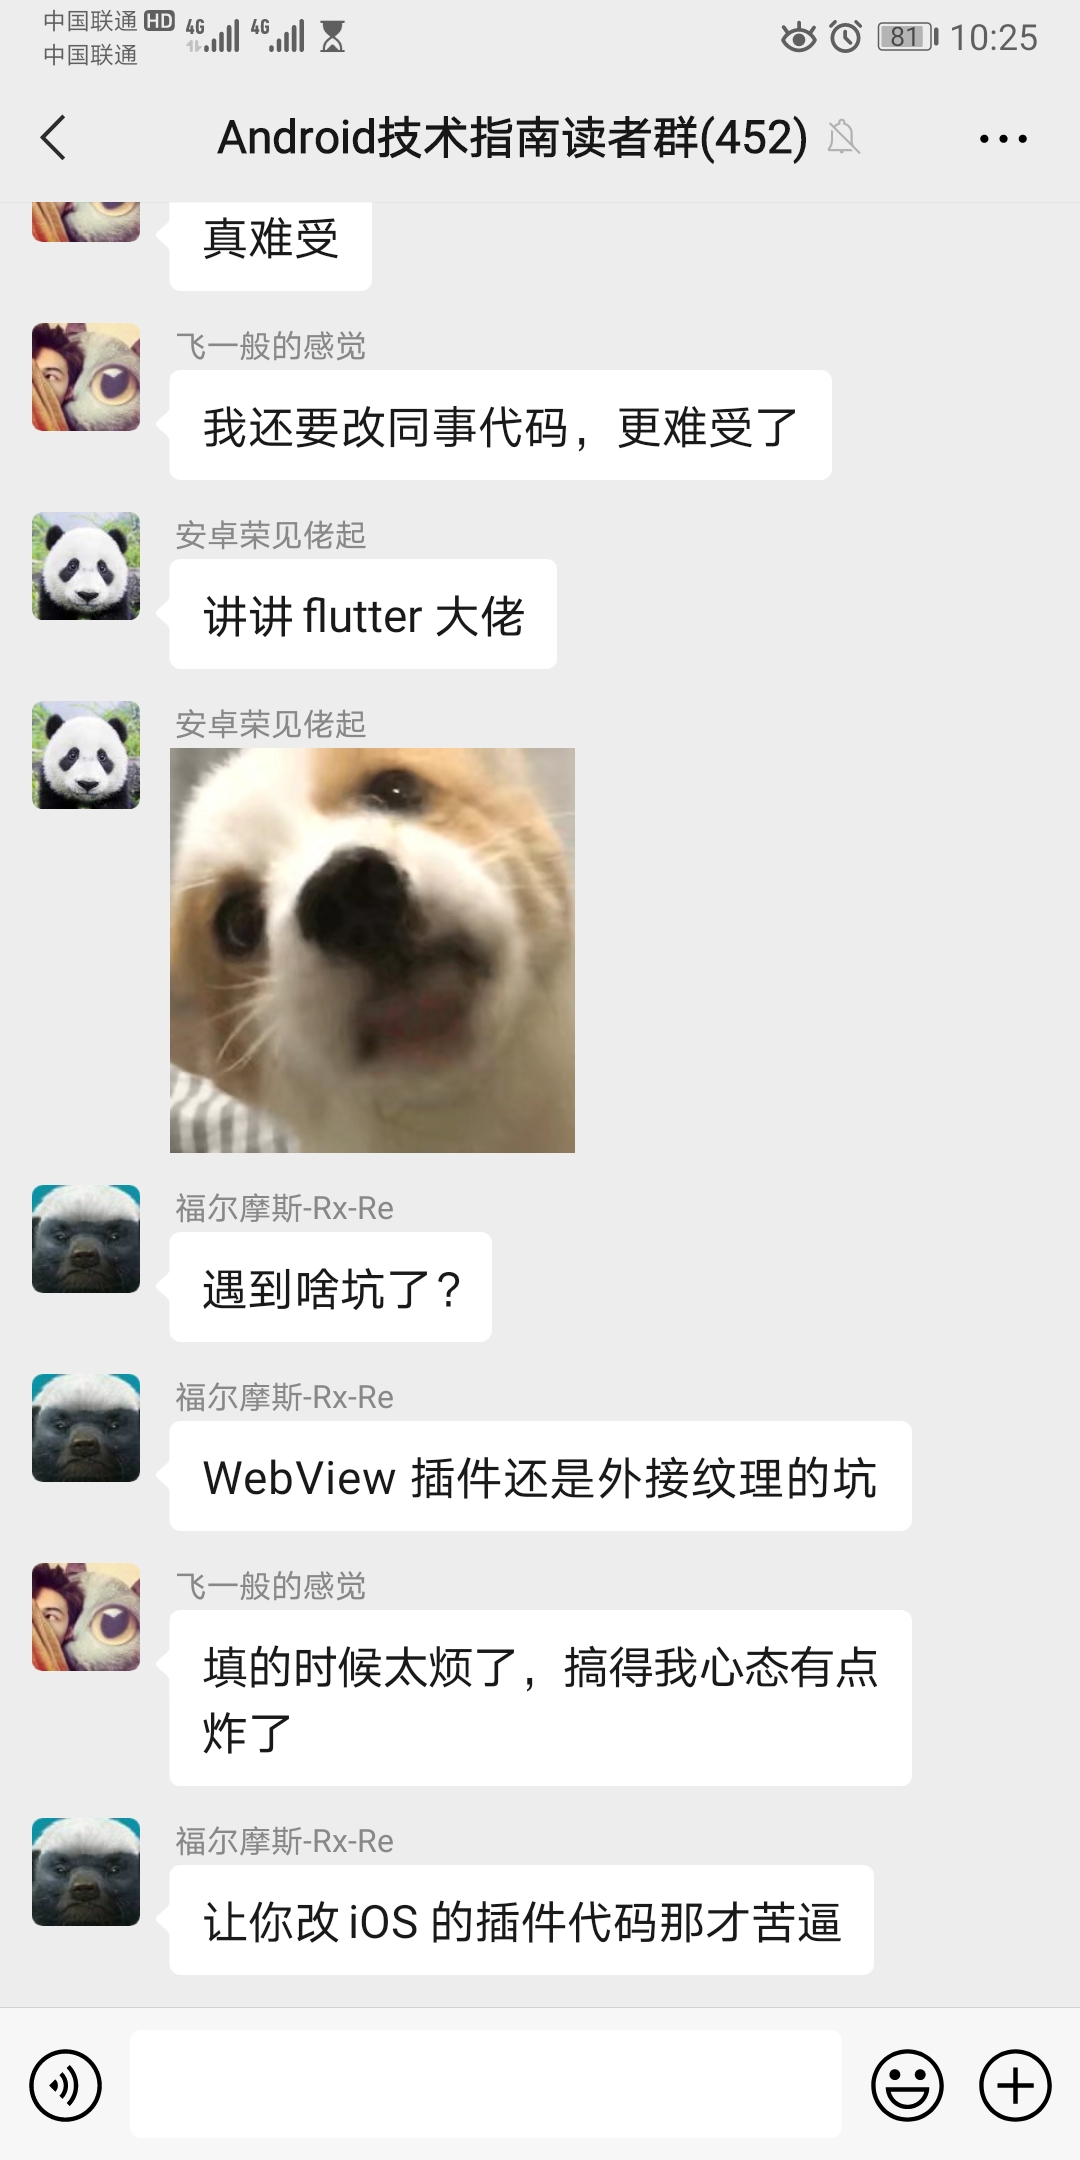 中国联通 HD 4G 4G 81 10:25
中国联通
Android技术指南读者群(452)
真难受
飞一般的感觉
我还要改同事代码，更难受了
安卓荣见佬起
讲讲 flutter 大佬
安卓荣见佬起
福尔摩斯-Rx-Re
遇到啥坑了？
福尔摩斯-Rx-Re
WebView 插件还是外接纹理的坑
飞一般的感觉
填的时候太烦了，搞得我心态有点
炸了
福尔摩斯-Rx-Re
让你改 iOS 的插件代码那才苦逼